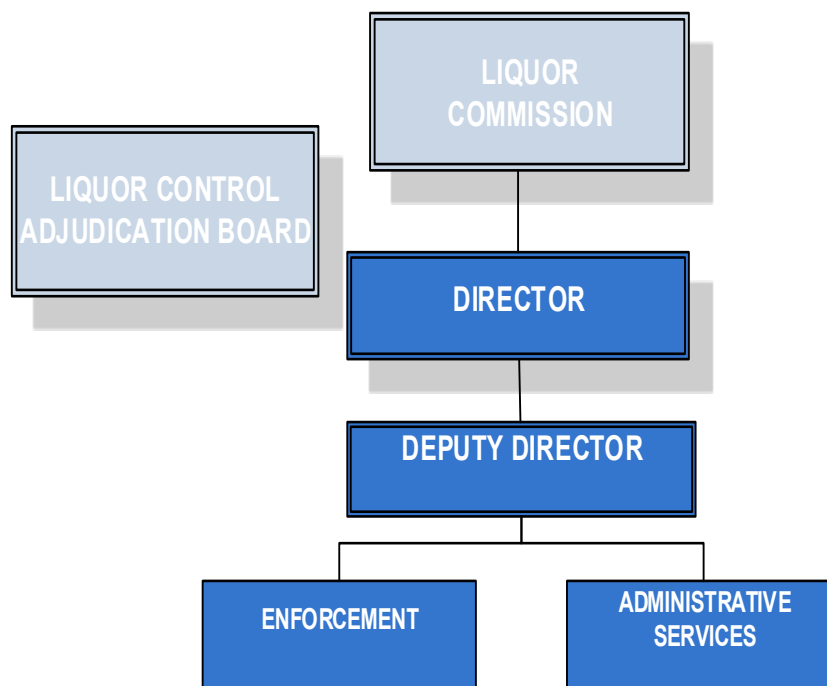 LIQUOR
COMMISSION
LIQUOR CONTROL
ADJUDICATION BOARD
DIRECTOR
DEPUTY DIRECTOR
ENFORCEMENT
ADMINISTRATIVE
SERVICES